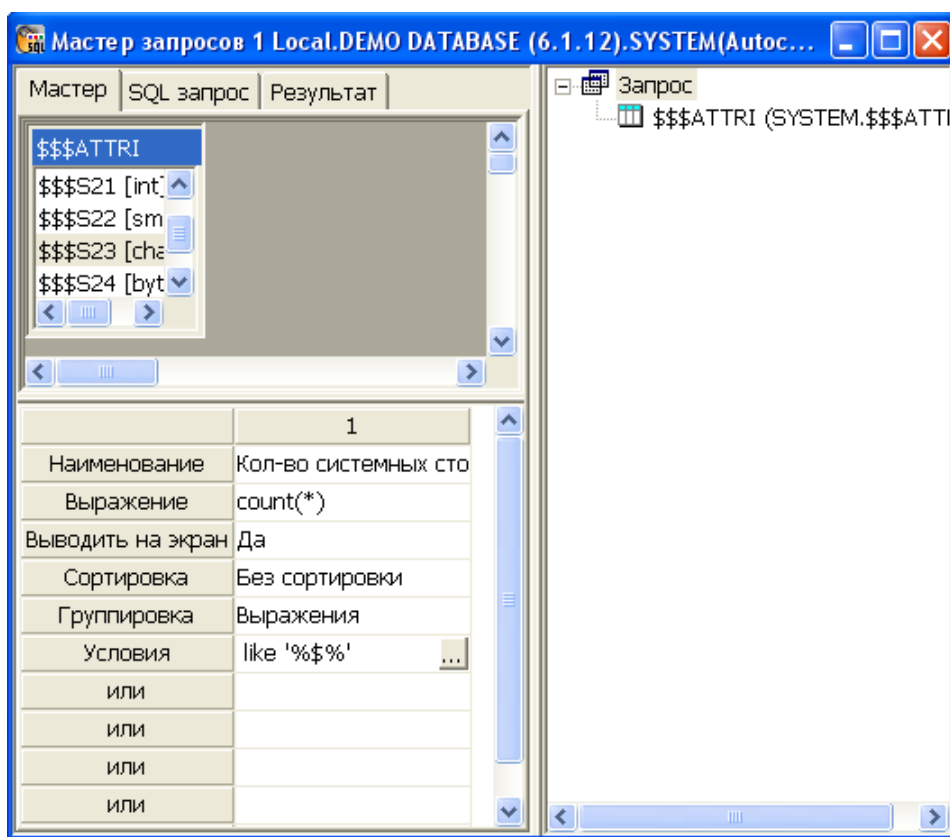 Мастер запросов 1 Local.DEMO DATABASE (6.1.12).SYSTEM(Autoc...
Мастер SQL запрос Результат
$$$ATTRI
$$$S21 [int]
$$$S22 [sm
$$$S23 [cha
$$$S24 [byt
1
Наименование Кол-во системных сто
Выражение count(*)
Выводить на экран Да
Сортировка Без сортировки
Группировка Выражения
Условия like '%$%' ...
или
или
или
или
Запрос
$$$ATTRI (SYSTEM.$$$ATTI